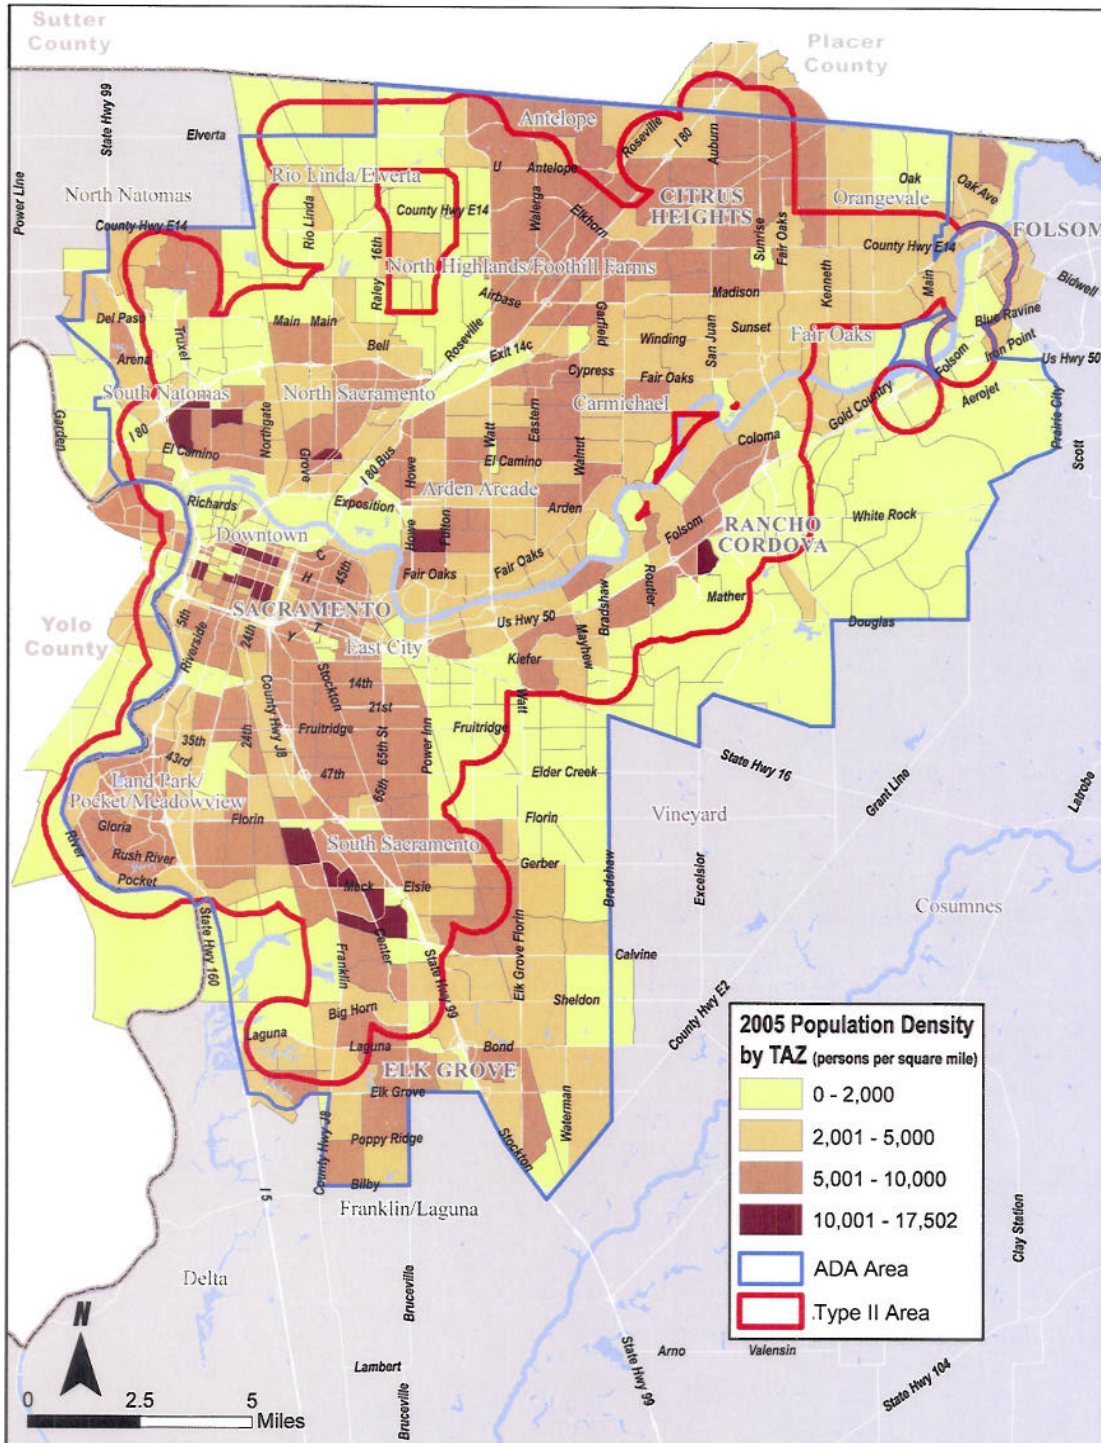 Sutter
County
Placer
County
State Hwy 99
Elverta
Antelope
Roseville
I 80
Auburn
Power Line
North Natomas
Rio Linda/Elverta
U
Antelope
Walerga
Oak
Oak Ave
CITRUS
HEIGHTS
Orangevale
County Hwy E14
Rio Linda
16th
County Hwy E14
Elkhorn
Sunrise
Fair Oaks
County Hwy E14
FOLSOM
North Highlands/Foothill Farms
Raley
Airbase
Madison
Kenneth
Main
Bidwell
Del Paso
Truxel
Main
Main
Bell
Roseville
Exit 14c
Garfield
Winding
San Juan
Sunset
Fair Oaks
Blue Ravine
Iron Point
Folsom
Us Hwy 50
Arena
Cypress
Fair Oaks
South Natomas
North Sacramento
Carmichael
Gold Country
Aerojet
Prairie City
Scott
Garden
I 80
El Camino
Northgate
Grove
I 80 Bus
Howe
Watt
Eastern
El Camino
Walnut
Coloma
Richards
Exposition
Arden Arcade
Arden
White Rock
Downtown
Howe
Fulton
Fair Oaks
Folsom
RANCHO
CORDOVA
C
H
45th
Fair Oaks
Routier
Mather
SACRAMENTO
T
Y
5th
Riverside
24th
Us Hwy 50
Bradshaw
Douglas
Yolo
County
East City
Mayhew
Kiefer
Stockton
14th
21st
Watt
County Hwy J8
Fruitridge
65th St
Power Inn
Fruitridge
35th
43rd
24th
47th
65th
Elder Creek
State Hwy 16
Grant Line
Latrobe
Land Park/
Pocket/Meadowview
Florin
Florin
Vineyard
Gloria
River
Rush River
Pocket
South Sacramento
Gerber
Mack
Elsie
Bradshaw
Excelsior
Cosumnes
State Hwy 160
Franklin
Center
State Hwy 99
Elk Grove Florin
Calvine
Sheldon
County Hwy E2
Big Horn
Laguna
Laguna
Bond
ELK GROVE
Elk Grove
County Hwy J8
Poppy Ridge
Stockton
Waterman
Bilby
I 5
Franklin/Laguna
Delta
Bruceville
Clay Station
Lambert
Bruceville
State Hwy 99
Arno
Valensin
State Hwy 104
2005 Population Density
by TAZ (persons per square mile)
0 - 2,000
2,001 - 5,000
5,001 - 10,000
10,001 - 17,502
ADA Area
Type II Area
N
0
2.5
5
Miles